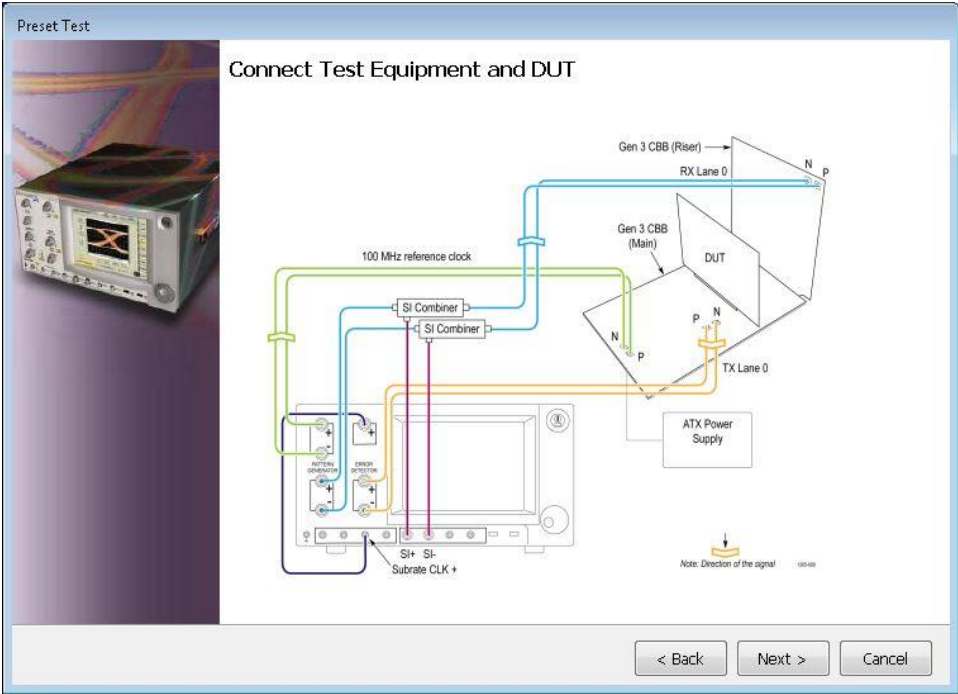 Preset Test
Connect Test Equipment and DUT
Gen 3 CBB (Riser)
N
P
RX Lane 0
Gen 3 CBB
(Main)
DUT
100 MHz reference clock
SI Combiner
SI Combiner
P
N
N
P
TX Lane 0
+
-
+
ATX Power
Supply
PATTERN
GENERATOR
ERROR
DETECTOR
+
-
+
-
SI+ SI-
Subrate CLK +
Note: Direction of the signal
< Back
Next >
Cancel